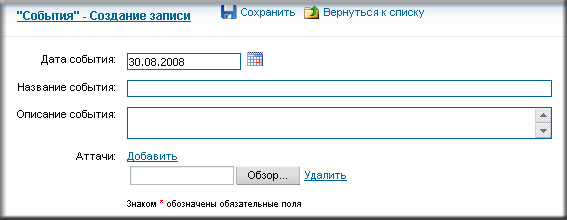 "События" - Создание записи Сохранить Вернуться к списку
Дата события: 30.08.2008
Название события:
Описание события:
Аттачи: Добавить
Обзор... Удалить
Знаком * обозначены обязательные поля